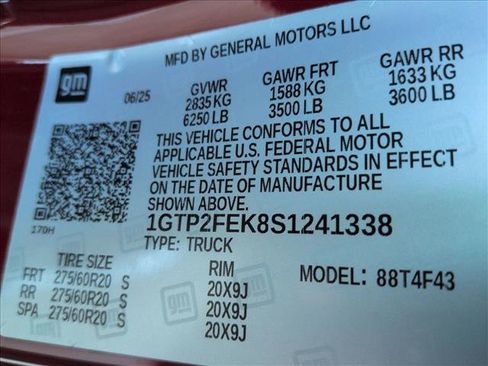 MFD BY GENERAL MOTORS LLC
gm
06/25
GVWR GAWR FRT GAWR RR
2835 KG 1588 KG 1633 KG
6250 LB 3500 LB 3600 LB
THIS VEHICLE CONFORMS TO ALL
APPLICABLE U.S. FEDERAL MOTOR
VEHICLE SAFETY STANDARDS IN EFFECT
ON THE DATE OF MANUFACTURE
SHOWN ABOVE.
170H
1GTP2FEK8S1241338
TYPE: TRUCK
TIRE SIZE RIM MODEL: 88T4F43
FRT 275/60R20 S 20X9J
RR 275/60R20 S 20X9J
SPA 275/60R20 S 20X9J